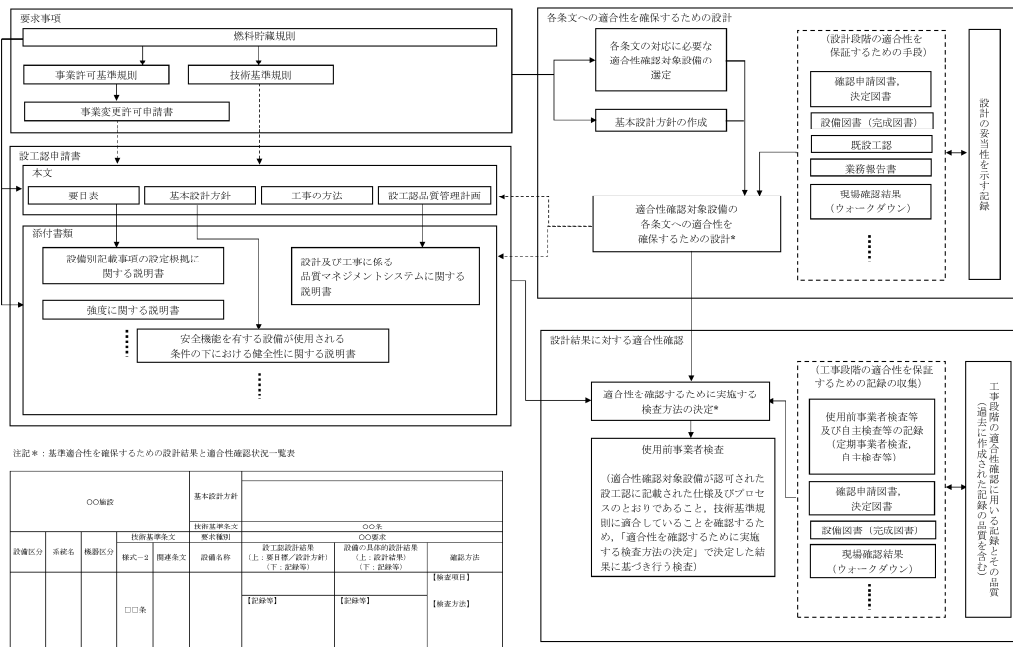 要求事項
燃料貯蔵規則
事業許可基準規則
技術基準規則
事業変更許可申請書
設工認申請書
本文
要目表
基本設計方針
工事の方法
設工認品質管理計画
添付書類
設備別記載事項の設定根拠に
関する説明書
設計及び工事に係る
品質マネジメントシステムに関する
説明書
強度に関する説明書
安全機能を有する設備が使用される
条件の下における健全性に関する説明書
各条文への適合性を確保するための設計
各条文の対応に必要な
適合性確認対象設備の
選定
基本設計方針の作成
適合性確認対象設備の
各条文への適合性を
確保するための設計*
(設計段階の適合性を
保証するための手段)
確認申請図書,
決定図書
設備図書(完成図書)
既設工認
業務報告書
現場確認結果
(ウォークダウン)
設計の妥当性を示す記録
設計結果に対する適合性確認
適合性を確認するために実施する
検査方法の決定*
使用前事業者検査
(適合性確認対象設備が認可された
設工認に記載された仕様及びプロセ
スのとおりであること,技術基準規
則に適合していることを確認するた
め,「適合性を確認するために実施
する検査方法の決定」で決定した結
果に基づき行う検査)
(工事段階の適合性を保証
するための記録の収集)
使用前事業者検査等
及び自主検査等の記録
(定期事業者検査,
自主検査等)
確認申請図書,
決定図書
設備図書(完成図書)
現場確認結果
(ウォークダウン)
工事段階の適合性確認に用いる記録とその品質
(過去に作成された記録の品質を含む)
注記*:基準適合性を確保するための設計結果と適合性確認状況一覧表
○○施設
基本設計方針
技術基準条文
○○条
技術基準条文
要求種別
○○要求
設備区分
系統名
機器区分
様式-2
関連条文
設備名称
設工認設計結果
(上:要目標/設計方針)
(下:記録等)
設備の具体的設計結果
(上:設計結果)
(下:記録等)
確認方法
【検査項目】
□□条
【記録等】
【記録等】
【検査方法】